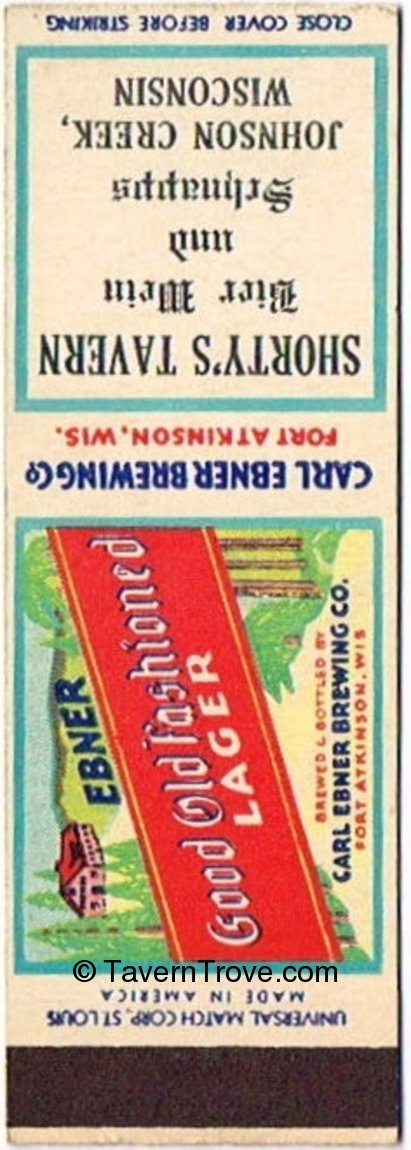 CLOSE COVER BEFORE STRIKING
SHORTY'S TAVERN
Bier Wein
und
Schnapps
JOHNSON CREEK,
WISCONSIN
CARL EBNER BREWING CO
FORT ATKINSON, WIS.
EBNER
Good Old Fashioned
LAGER
BREWED & BOTTLED BY
CARL EBNER BREWING CO.
FORT ATKINSON, WIS
© TavernTrove.com
UNIVERSAL MATCH CORP., ST. LOUIS
MADE IN AMERICA